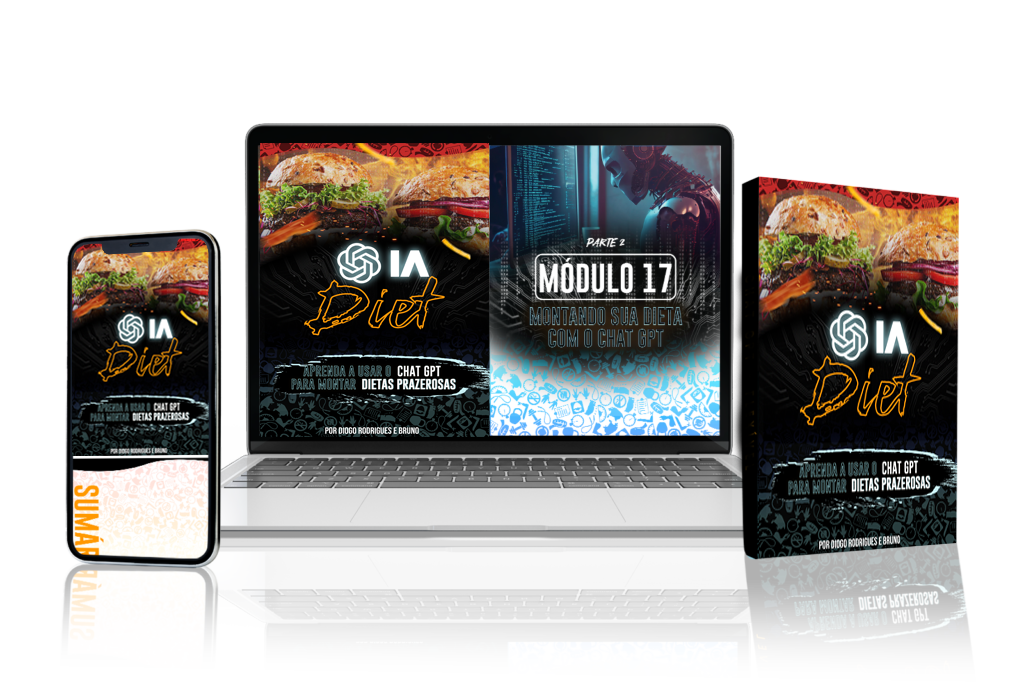 IA
Diet
APRENDA A USAR O CHAT GPT
PARA MONTAR DIETAS PRAZEROSAS
POR DIOGO RODRIGUES E BRUNO
SUMÁR
IA
Diet
APRENDA A USAR O CHAT GPT
PARA MONTAR DIETAS PRAZEROSAS
POR DIOGO RODRIGUES E BRUNO
PARTE 2
MÓDULO 17
MONTANDO SUA DIETA
COM O CHAT GPT
IA
Diet
APRENDA A USAR O CHAT GPT
PARA MONTAR DIETAS PRAZEROSAS
POR DIOGO RODRIGUES E BRUNO